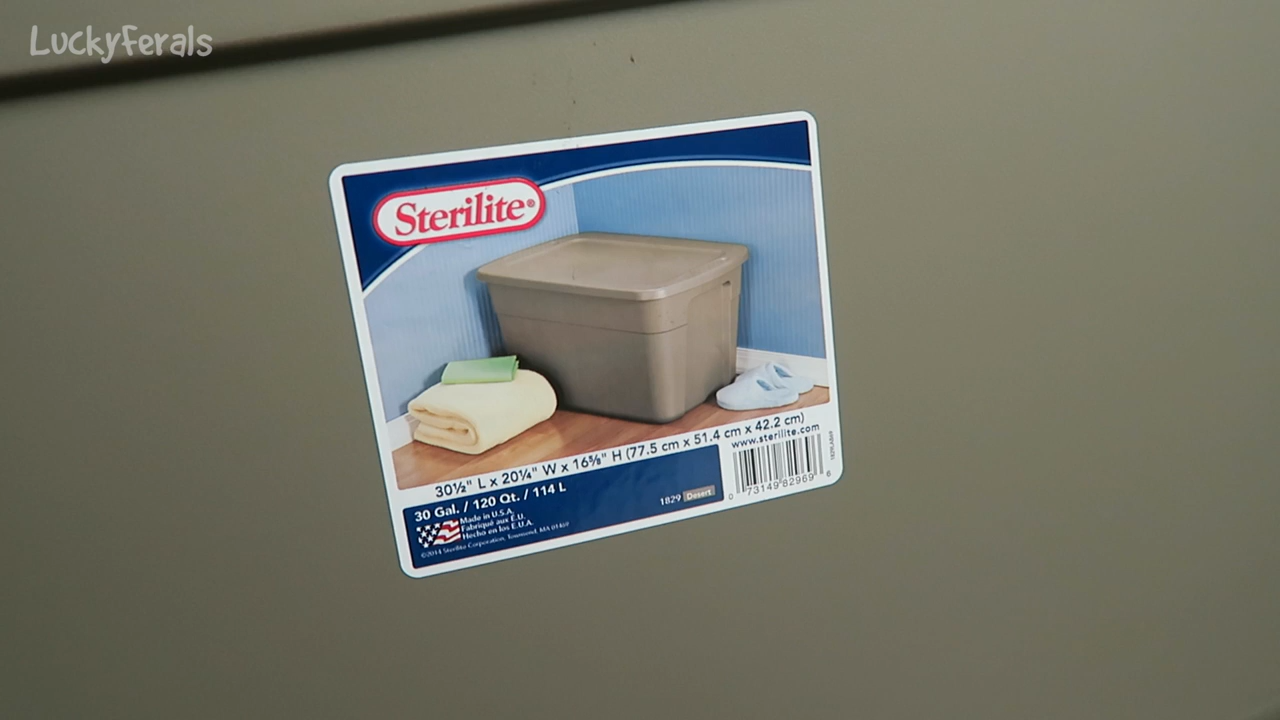 LuckyFerals
Sterilite®
30½" L x 20¼" W x 16⅝" H (77.5 cm x 51.4 cm x 42.2 cm)
www.sterilite.com
30 Gal. / 120 Qt. / 114 L
Made in U.S.A.
Fabriqué aux É.U.
Hecho en los E.U.A.
©2014 Sterilite Corporation, Townsend, MA 01469
1829 Desert
0 73149 82969 6